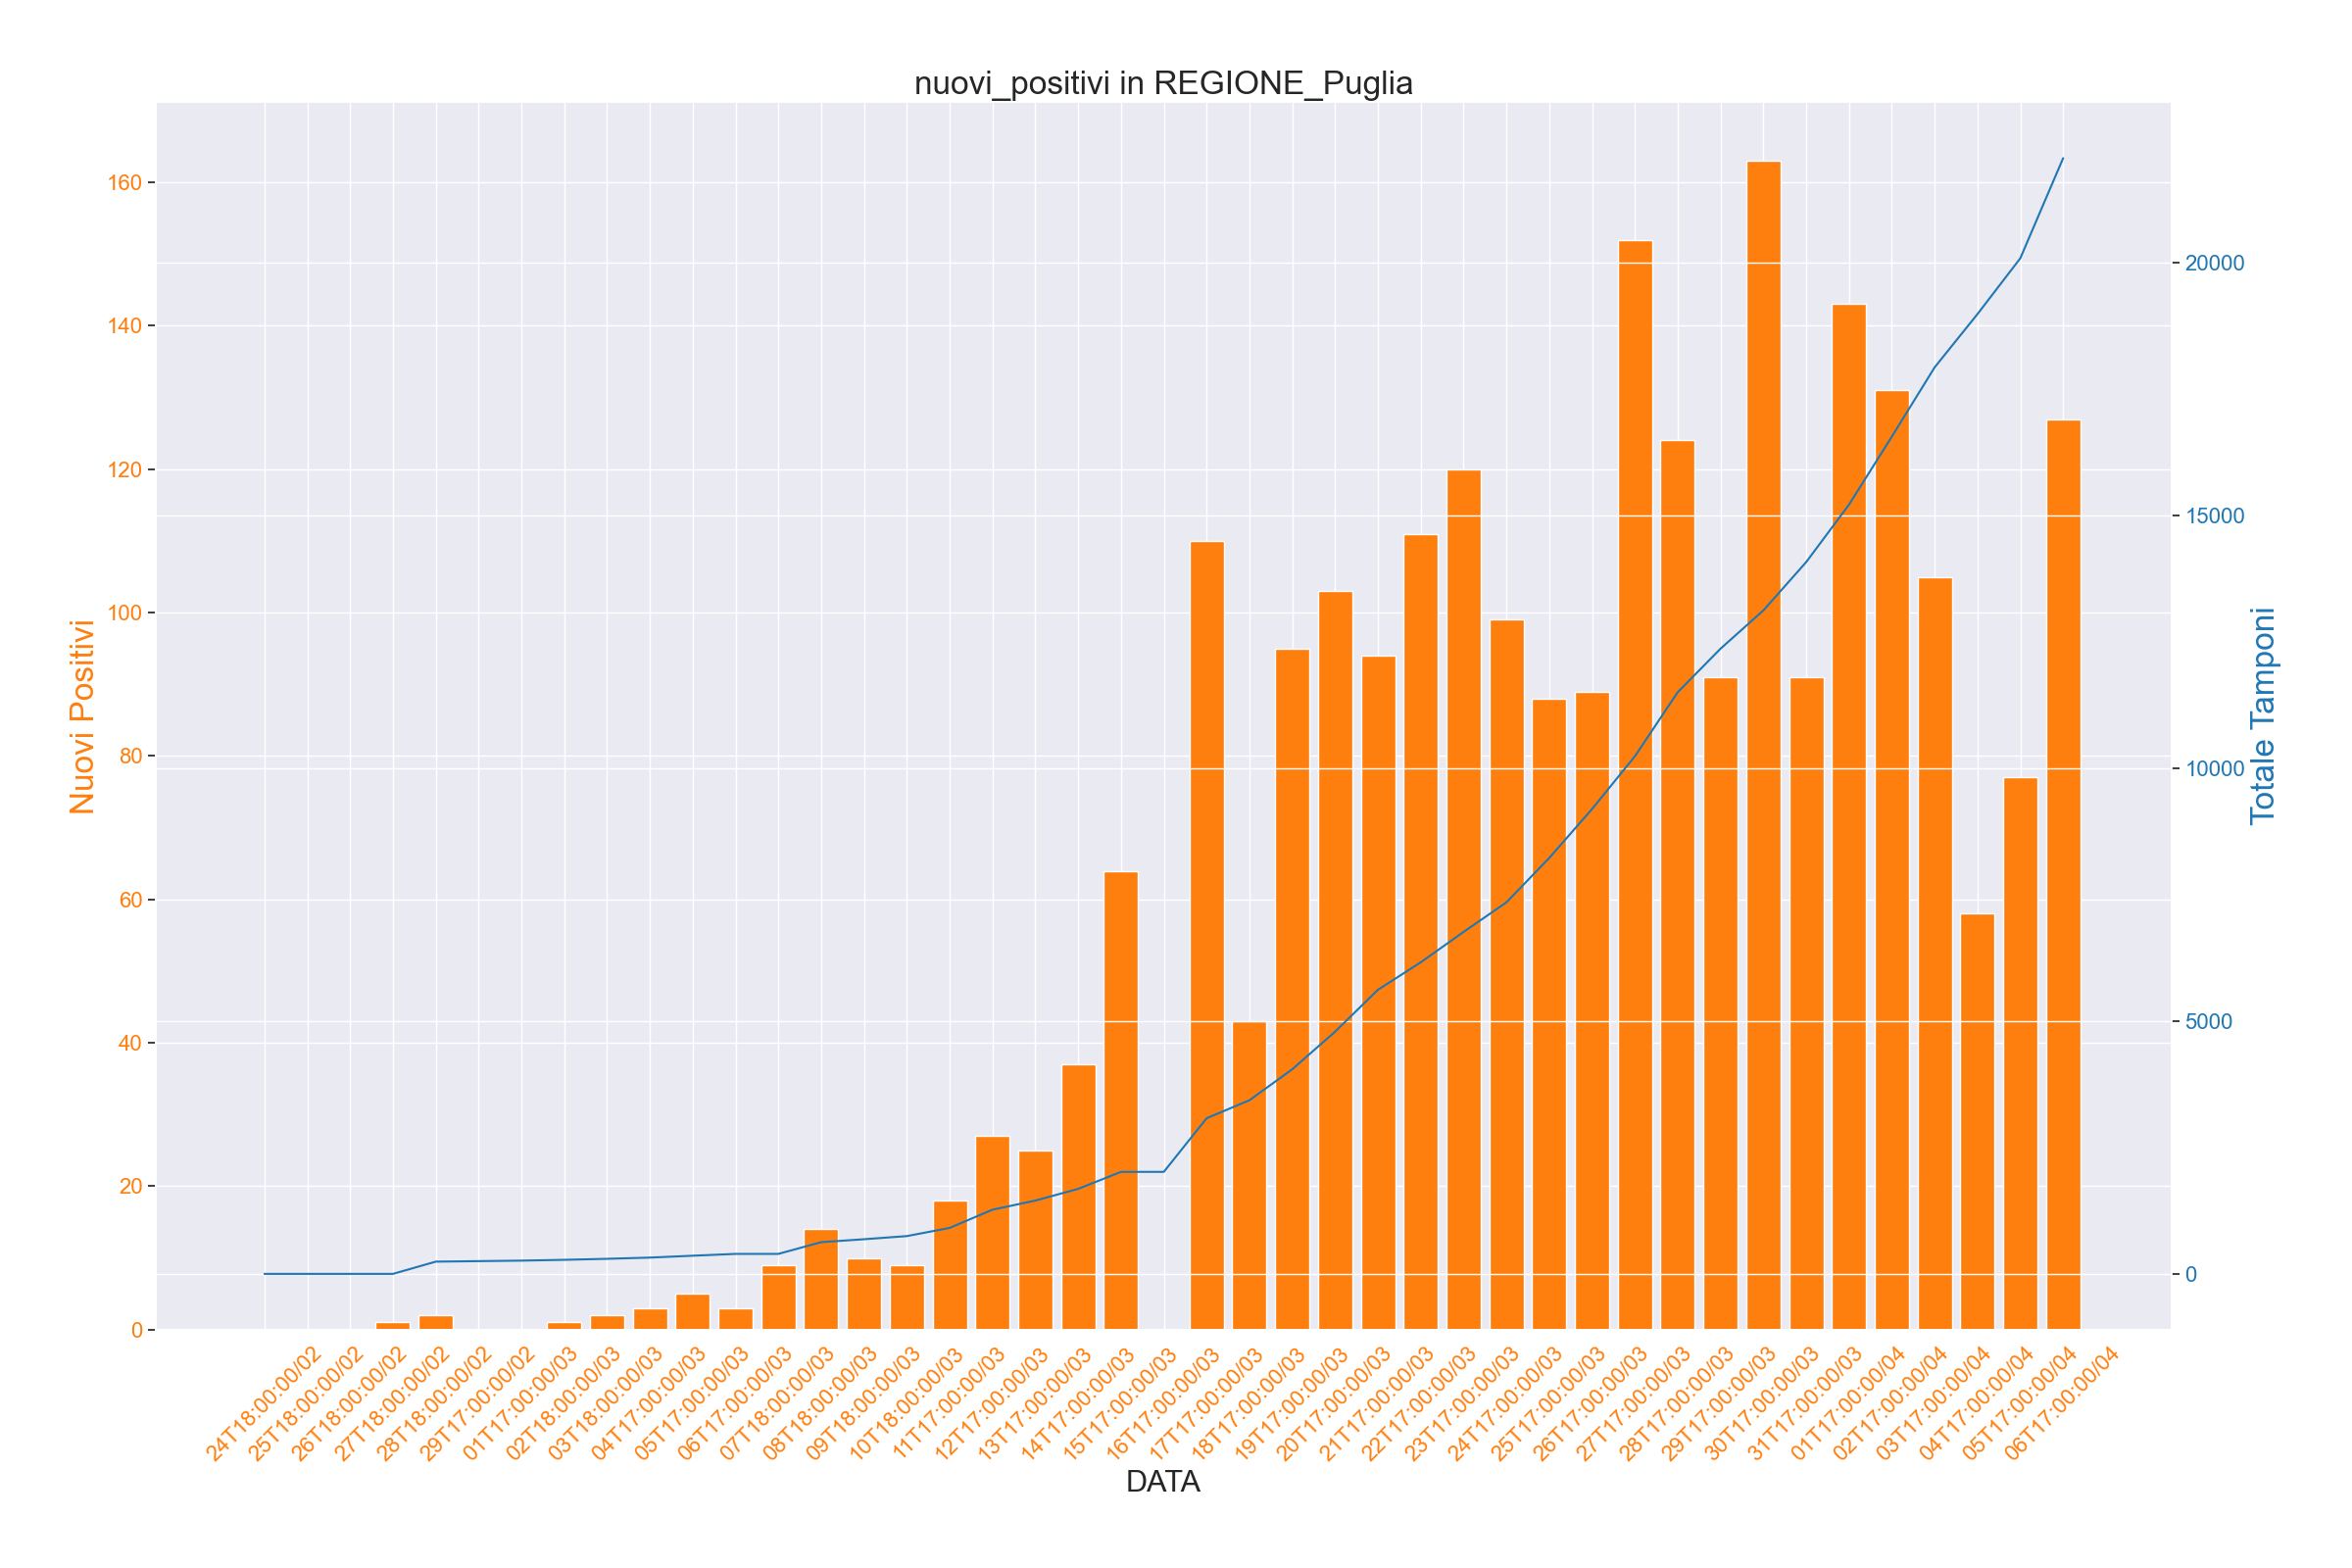 nuovi_positivi in REGIONE_Puglia
160
140
120
100
80
60
40
20
0
Nuovi Positivi
20000
15000
10000
5000
0
Totale Tamponi
24T18:00:00/02
25T18:00:00/02
26T18:00:00/02
27T18:00:00/02
28T18:00:00/02
29T17:00:00/02
01T17:00:00/03
02T18:00:00/03
03T18:00:00/03
04T17:00:00/03
05T17:00:00/03
06T17:00:00/03
07T18:00:00/03
08T18:00:00/03
09T18:00:00/03
10T18:00:00/03
11T17:00:00/03
12T17:00:00/03
13T17:00:00/03
14T17:00:00/03
15T17:00:00/03
16T17:00:00/03
17T17:00:00/03
18T17:00:00/03
19T17:00:00/03
20T17:00:00/03
21T17:00:00/03
22T17:00:00/03
23T17:00:00/03
24T17:00:00/03
25T17:00:00/03
26T17:00:00/03
27T17:00:00/03
28T17:00:00/03
29T17:00:00/03
30T17:00:00/03
31T17:00:00/03
01T17:00:00/04
02T17:00:00/04
03T17:00:00/04
04T17:00:00/04
05T17:00:00/04
06T17:00:00/04
DATA